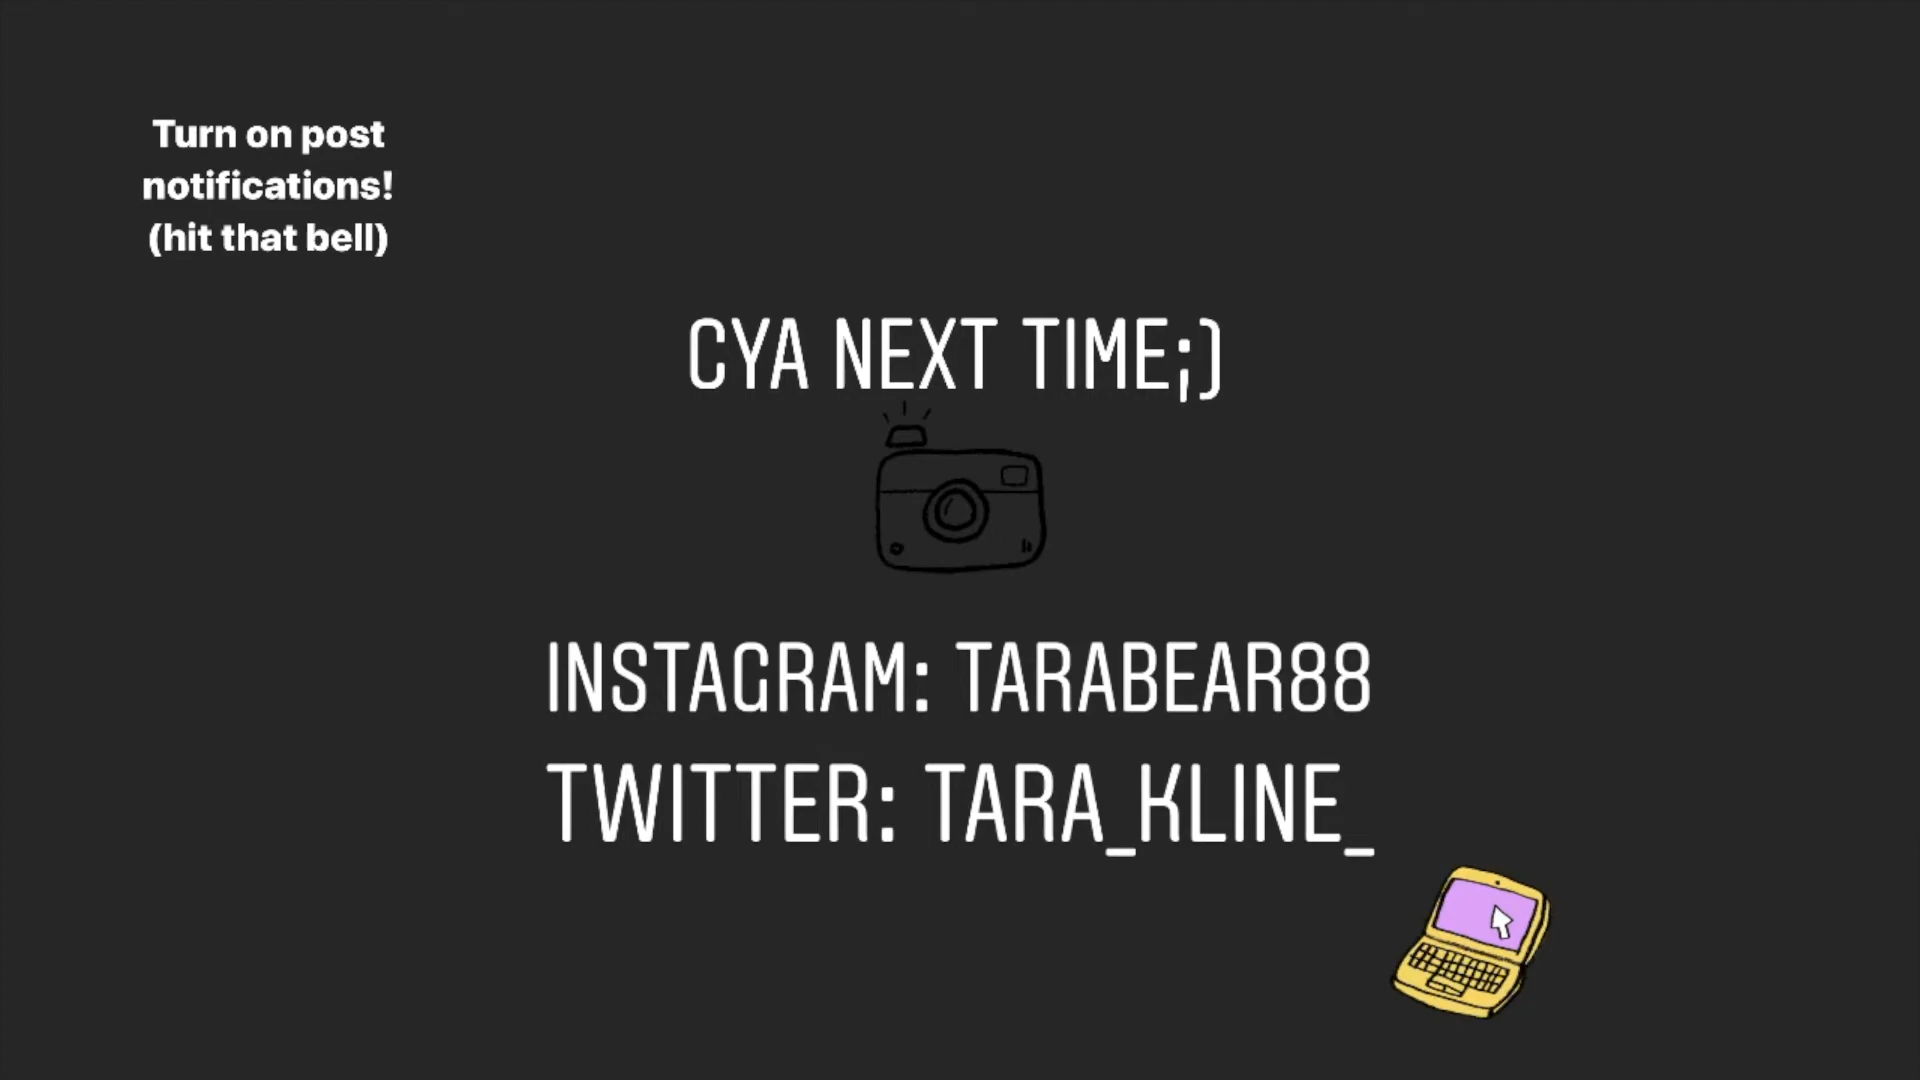 Turn on post
notifications!
(hit that bell)
CYA NEXT TIME;)
INSTAGRAM: TARABEAR88
TWITTER: TARA_KLINE_